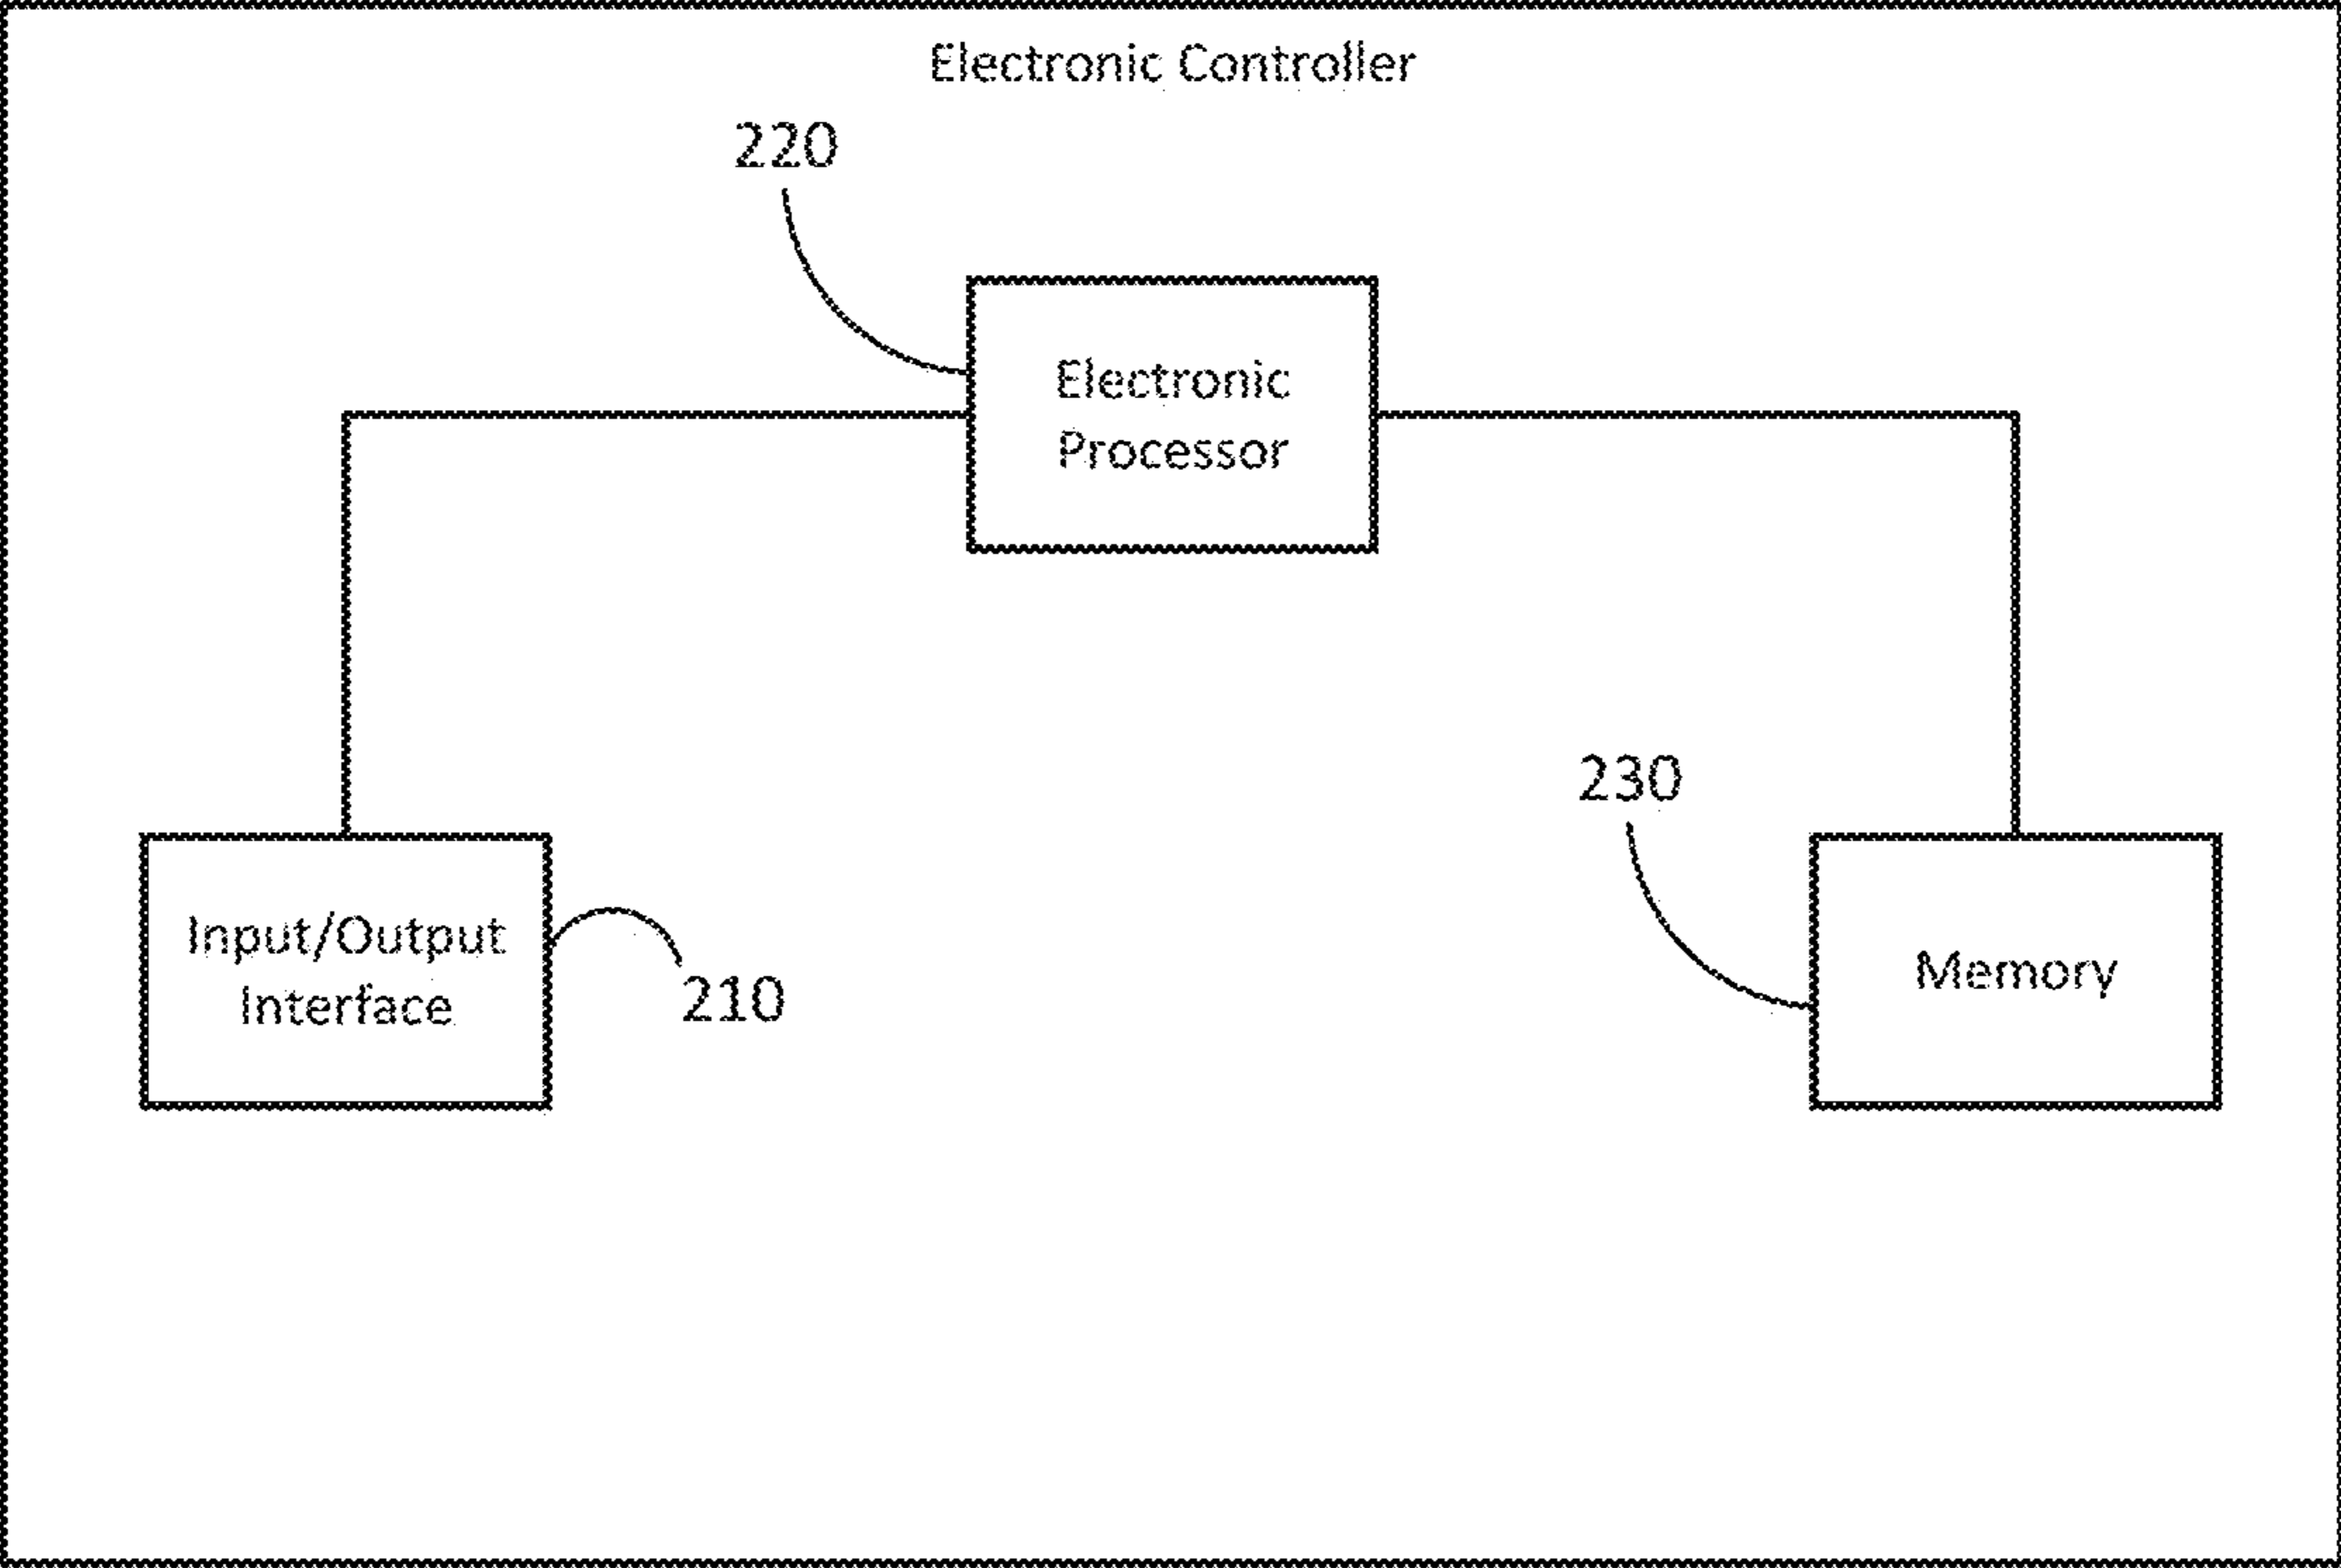 Electronic Controller
220
Electronic
Processor
230
Input/Output
Interface
210
Memory